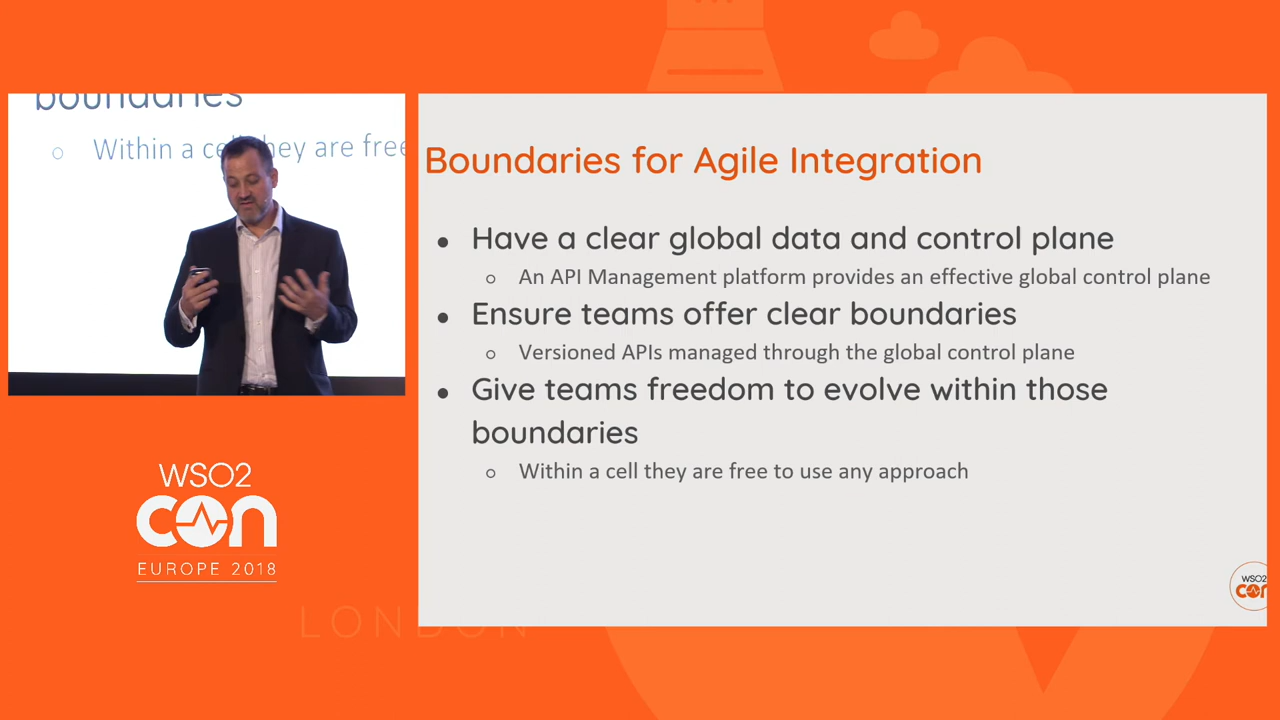 boundaries
Within a cell they are free
Boundaries for Agile Integration
● Have a clear global data and control plane
○ An API Management platform provides an effective global control plane
● Ensure teams offer clear boundaries
○ Versioned APIs managed through the global control plane
● Give teams freedom to evolve within those
boundaries
○ Within a cell they are free to use any approach
WSO2
con
EUROPE 2018
LONDON
WSO2
con